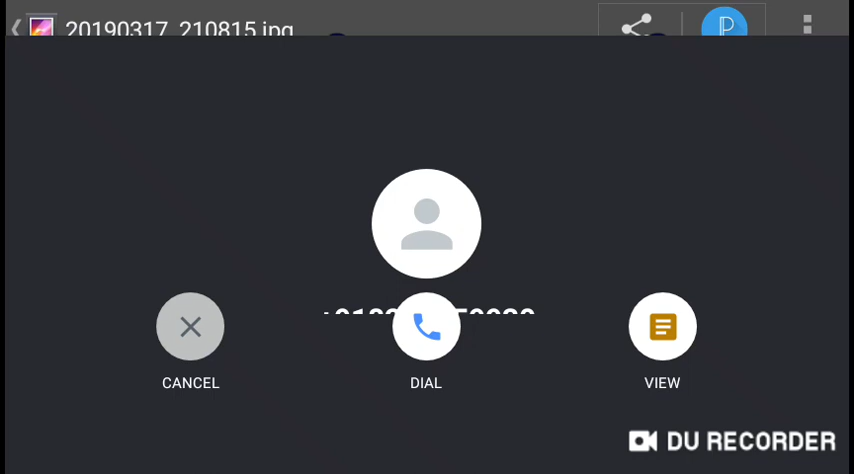 20190317_210815.jpg
CANCEL
DIAL
VIEW
DU RECORDER